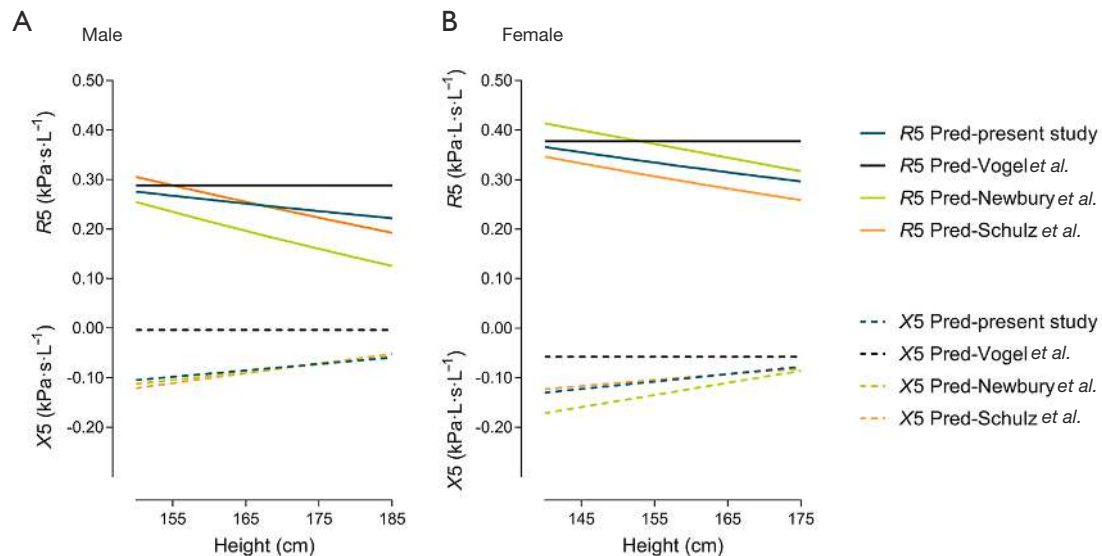 A
Male
0.50
0.40
0.30
0.20
0.10
0.00
-0.10
-0.20
R5 (kPa·s·L⁻¹)
X5 (kPa·s·L⁻¹)
155
165
175
185
Height (cm)
B
Female
0.50
0.40
0.30
0.20
0.10
0.00
-0.10
-0.20
R5 (kPa·L·s·L⁻¹)
X5 (kPa·L·s·L⁻¹)
145
155
165
175
Height (cm)
R5 Pred-present study
R5 Pred-Vogel et al.
R5 Pred-Newbury et al.
R5 Pred-Schulz et al.
X5 Pred-present study
X5 Pred-Vogel et al.
X5 Pred-Newbury et al.
X5 Pred-Schulz et al.